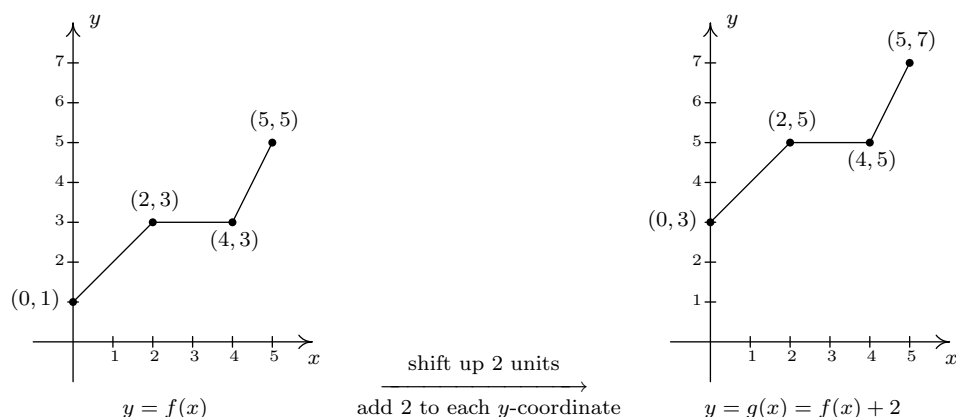 y
7
6
5
4
3
2
(0, 1)
(2, 3)
(4, 3)
(5, 5)
1 2 3 4 5
x
y = f(x)
shift up 2 units
add 2 to each y-coordinate
y
7
6
5
4
3
2
1
(0, 3)
(2, 5)
(4, 5)
(5, 7)
1 2 3 4 5
x
y = g(x) = f(x) + 2